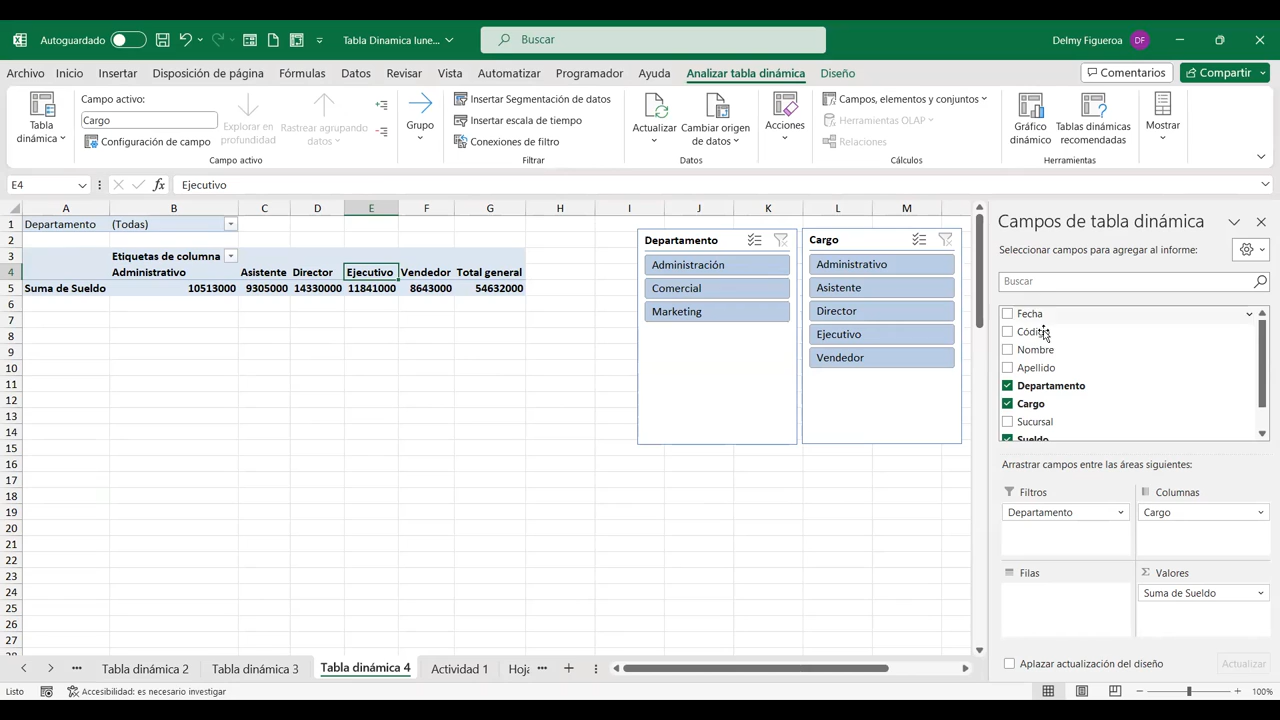 Autoguardado
Tabla Dinamica lune...
Buscar
Delmy Figueroa DF
Archivo Inicio Insertar Disposición de página Fórmulas Datos Revisar Vista Automatizar Programador Ayuda Analizar tabla dinámica Diseño
Comentarios Compartir
Tabla dinámica
Campo activo:
Cargo
Configuración de campo
Explorar en profundidad
Rastrear agrupando datos
Campo activo
Grupo
Insertar Segmentación de datos
Insertar escala de tiempo
Conexiones de filtro
Filtrar
Actualizar
Cambiar origen de datos
Datos
Acciones
Campos, elementos y conjuntos
Herramientas OLAP
Relaciones
Cálculos
Gráfico dinámico
Tablas dinámicas recomendadas
Herramientas
Mostrar
E4 fx Ejecutivo
A B C D E F G H I J K L M
1 Departamento (Todas)
2
3 Etiquetas de columna
4 Administrativo Asistente Director Ejecutivo Vendedor Total general
5 Suma de Sueldo 10513000 9305000 14330000 11841000 8643000 54632000
6
7
8
9
10
11
12
13
14
15
16
17
18
19
20
21
22
23
24
25
26
27
Departamento
Administración
Comercial
Marketing
Cargo
Administrativo
Asistente
Director
Ejecutivo
Vendedor
Campos de tabla dinámica
Seleccionar campos para agregar al informe:
Buscar
Fecha
Nombre
Apellido
Departamento
Cargo
Sucursal
Sueldo
Arrastrar campos entre las áreas siguientes:
Filtros
Departamento
Columnas
Cargo
Filas
Valores
Suma de Sueldo
Aplazar actualización del diseño
Actualizar
Tabla dinámica 2 Tabla dinámica 3 Tabla dinámica 4 Actividad 1 Hoja
Listo Accesibilidad: es necesario investigar 100%